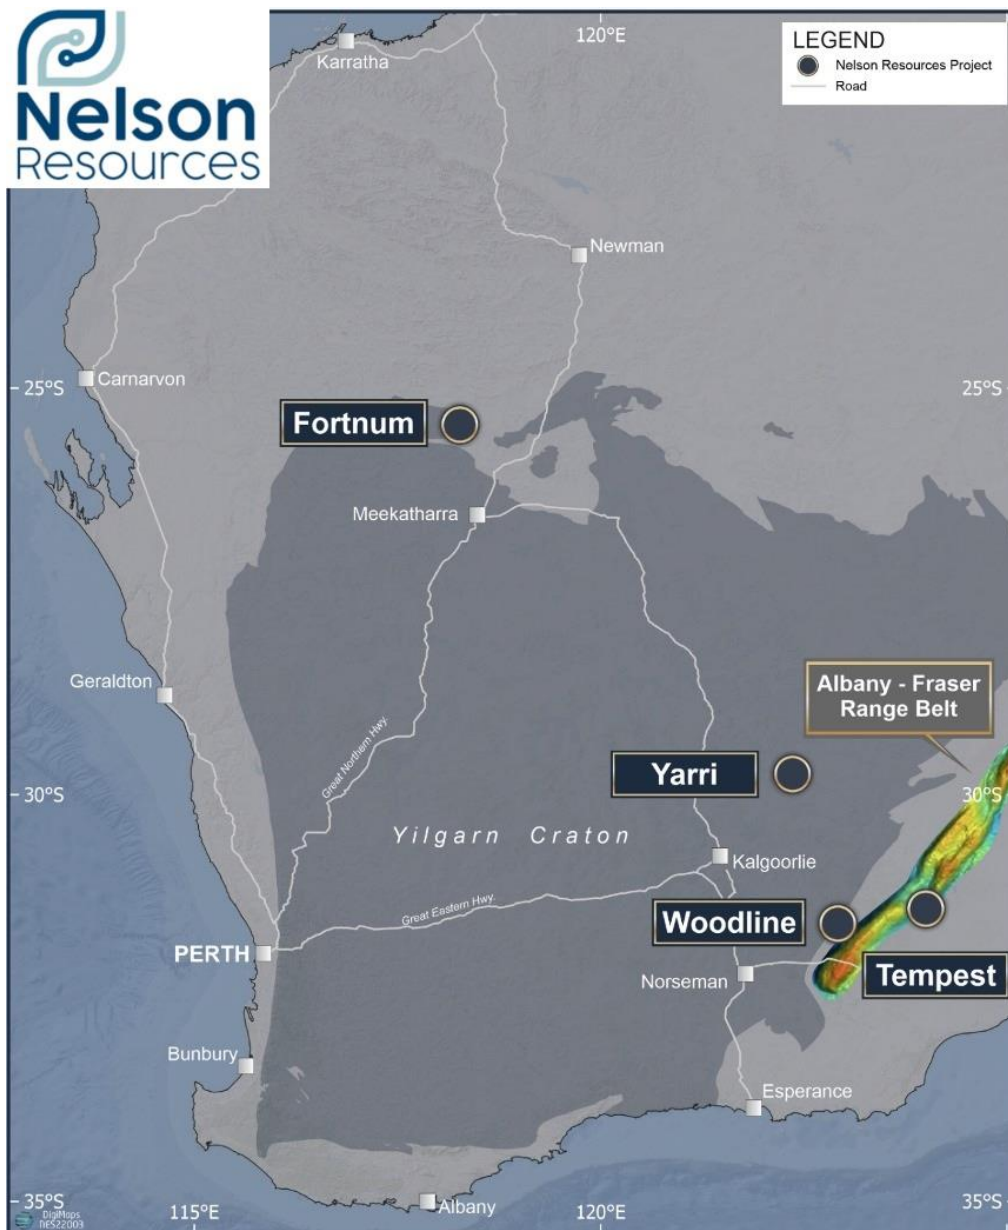 Nelson
Resources
120°E
LEGEND
Nelson Resources Project
Road
Karratha
Newman
25°S
Carnarvon
25°S
Fortnum
Meekatharra
Geraldton
Albany - Fraser
Range Belt
Great Northern Hwy.
Yarri
30°S
30°S
Yilgarn Craton
Kalgoorlie
Great Eastern Hwy.
Woodline
PERTH
Norseman
Tempest
Bunbury
Esperance
35°S
DigiMaps
NES22003
115°E
Albany
120°E
35°S